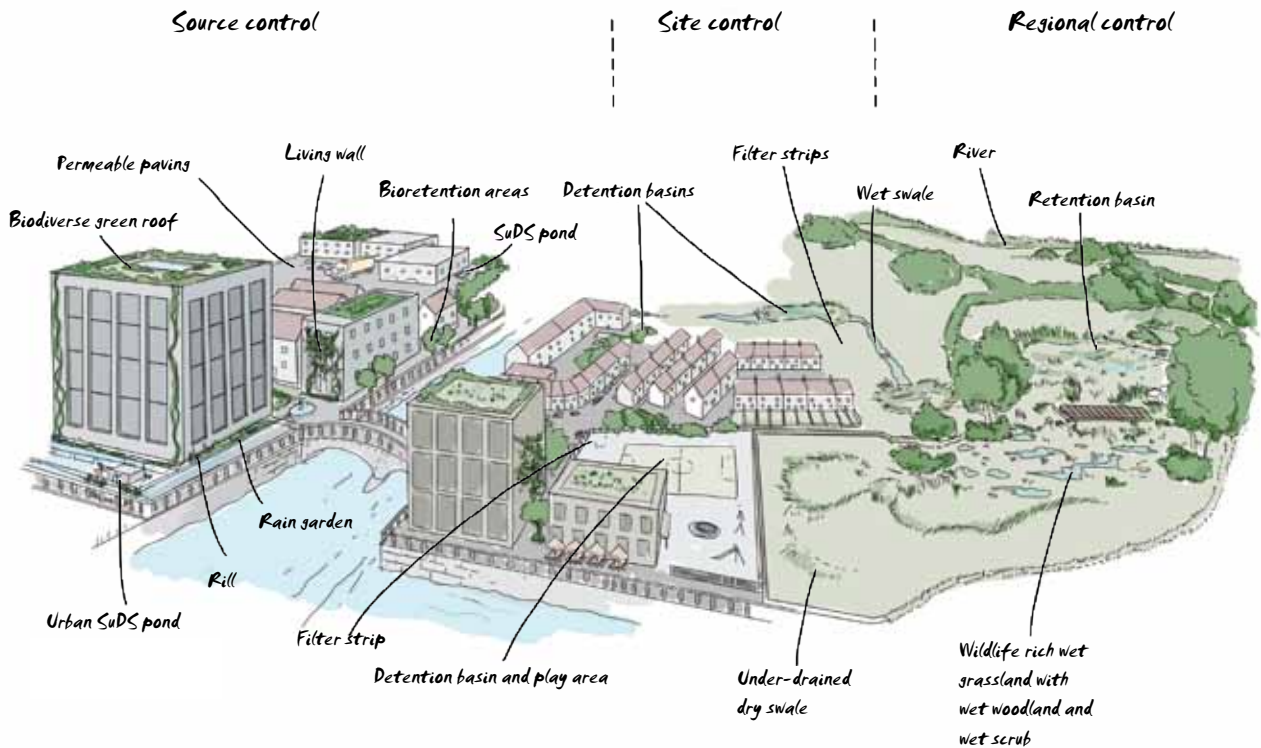 Source control
Site control
Regional control
Permeable paving
Living wall
Biodiverse green roof
Bioretention areas
SuDS pond
Detention basins
Filter strips
River
Wet swale
Retention basin
Rain garden
Rill
Urban SuDS pond
Filter strip
Detention basin and play area
Under-drained
dry swale
Wildlife rich wet
grassland with
wet woodland and
wet scrub